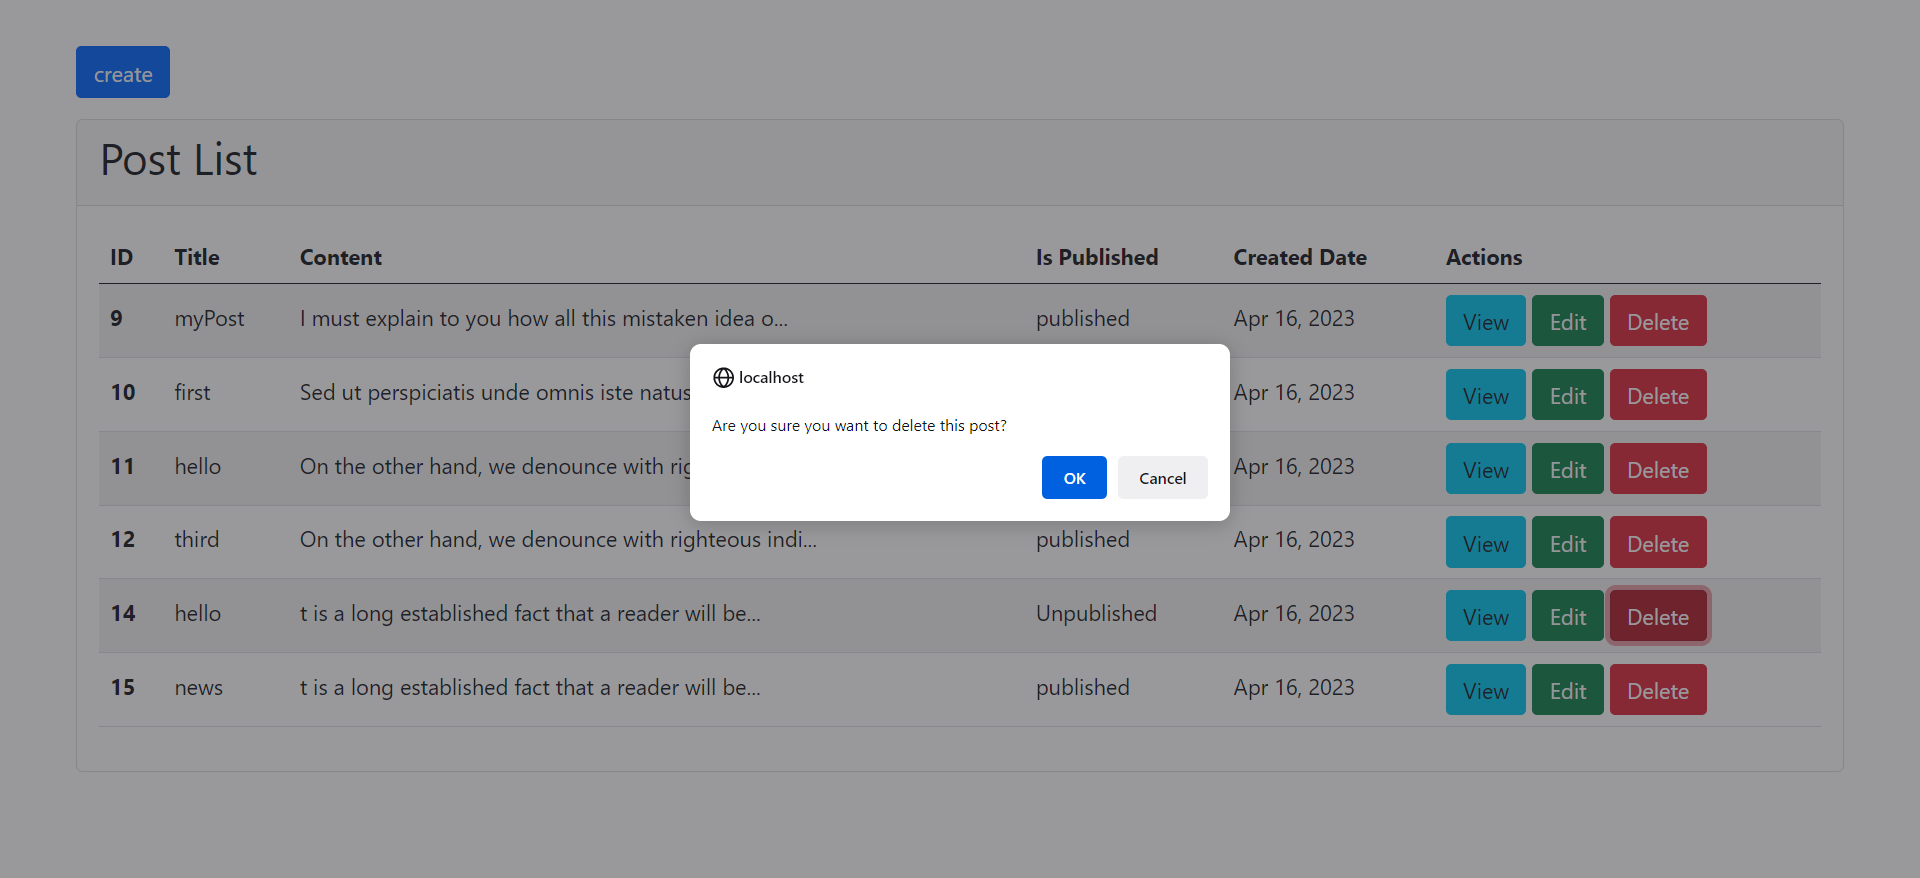 create
Post List
ID Title Content Is Published Created Date Actions
9 myPost I must explain to you how all this mistaken idea o... published Apr 16, 2023 View Edit Delete
localhost
10 first Sed ut perspiciatis unde omnis iste natus Apr 16, 2023 View Edit Delete
Are you sure you want to delete this post?
11 hello On the other hand, we denounce with Apr 16, 2023 View Edit Delete
OK Cancel
12 third On the other hand, we denounce with righteous indi... published Apr 16, 2023 View Edit Delete
14 hello t is a long established fact that a reader will be... Unpublished Apr 16, 2023 View Edit Delete
15 news t is a long established fact that a reader will be... published Apr 16, 2023 View Edit Delete